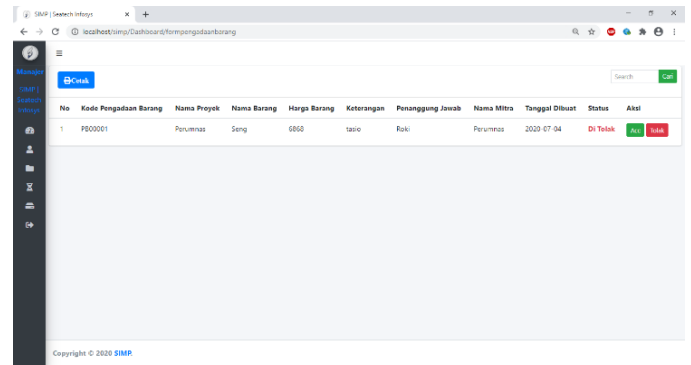 SIMP | Seatech Infosys
localhost/simp/Dashboard/formpengadaanbarang
Manajer
SIMP |
Seatech
Infosys
Cetak
Search
Cari
No Kode Pengadaan Barang Nama Proyek Nama Barang Harga Barang Keterangan Penanggung Jawab Nama Mitra Tanggal Dibuat Status Aksi
1 PB00001 Perumnas Seng 6868 tasio Roki Perumnas 2020-07-04 Di Tolak Acc Tolak
Copyright © 2020 SIMP.